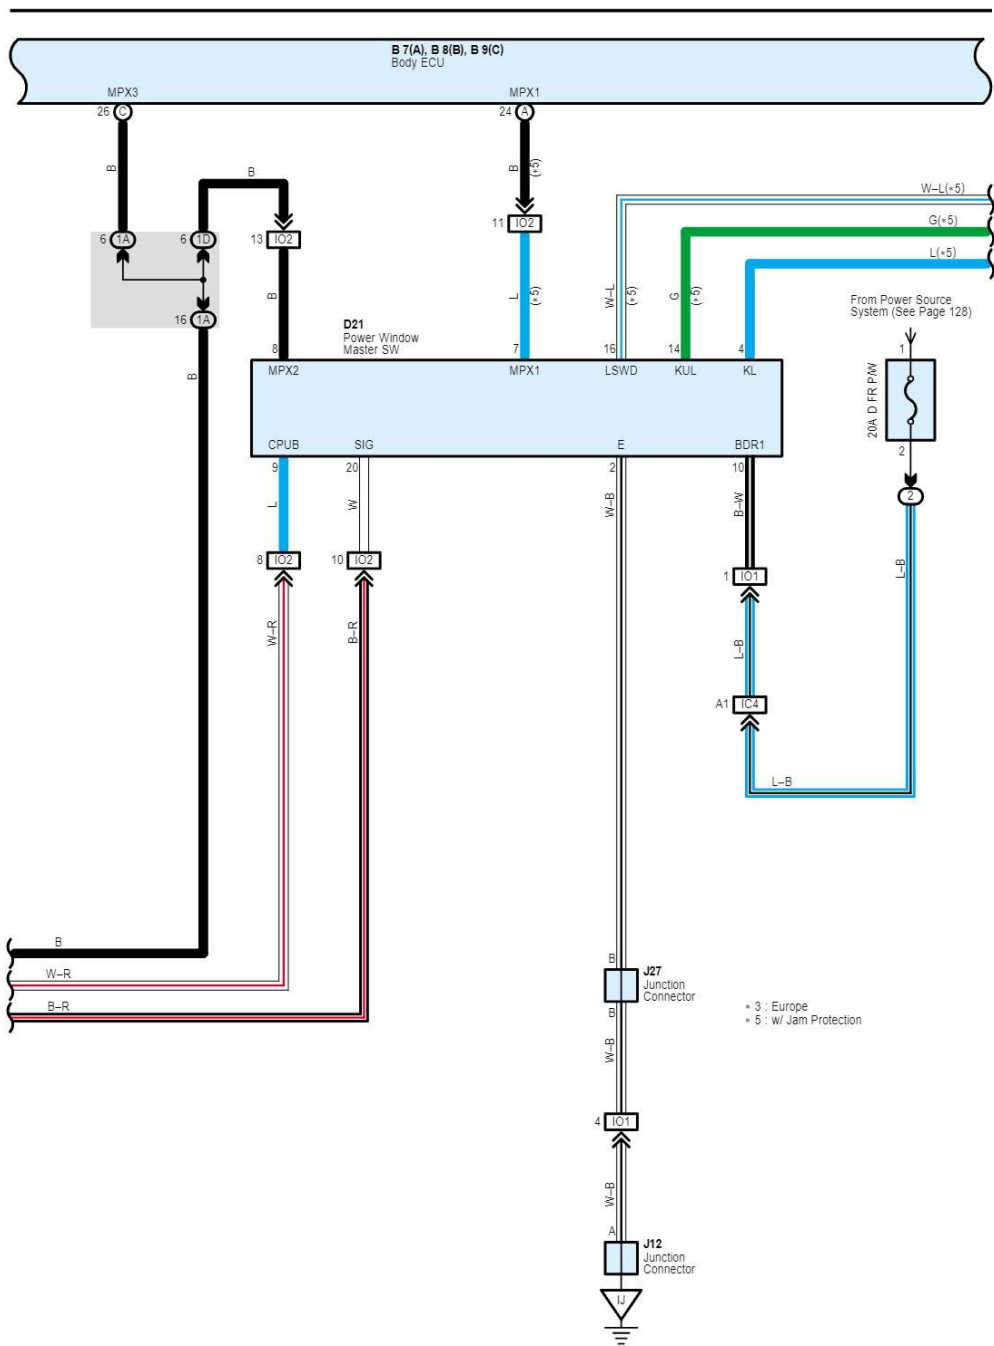 B 7(A), B 8(B), B 9(C)
Body ECU
MPX3
MPX1
26 C
24 A
B
B
B
(∗5)
W–L(∗5)
G(∗5)
L(∗5)
6 1A
6 1D
13 IO2
11 IO2
16 1A
B
L
(∗5)
W–L
(∗5)
G
(∗5)
From Power Source
System (See Page 128)
D21
Power Window
Master SW
8
7
16
14
4
1
MPX2
MPX1
LSWD
KUL
KL
20A D FR P/W
B
CPUB
SIG
E
BDR1
9
20
2
10
2
2
L
W
W–B
B–W
8 IO2
10 IO2
1 IO1
L–B
W–R
B–R
L–B
A1 IC4
L–B
B
W–R
B–R
B
J27
Junction
Connector
B
∗ 3 : Europe
∗ 5 : w/ Jam Protection
W–B
4 IO1
W–B
A
J12
Junction
Connector
IJ